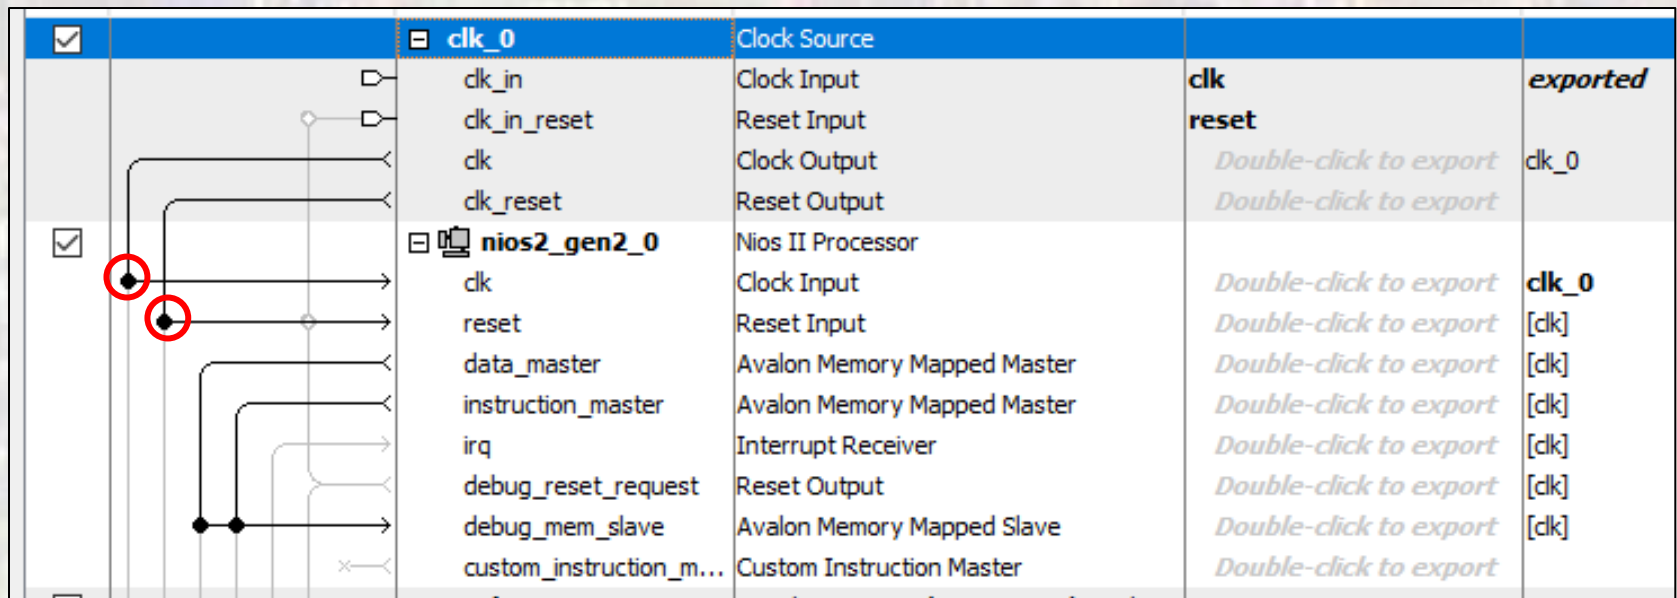 clk_0 Clock Source
clk_in Clock Input clk exported
clk_in_reset Reset Input reset
clk Clock Output Double-click to export clk_0
clk_reset Reset Output Double-click to export
nios2_gen2_0 Nios II Processor
clk Clock Input Double-click to export clk_0
reset Reset Input Double-click to export [clk]
data_master Avalon Memory Mapped Master Double-click to export [clk]
instruction_master Avalon Memory Mapped Master Double-click to export [clk]
irq Interrupt Receiver Double-click to export [clk]
debug_reset_request Reset Output Double-click to export [clk]
debug_mem_slave Avalon Memory Mapped Slave Double-click to export [clk]
custom_instruction_m... Custom Instruction Master Double-click to export